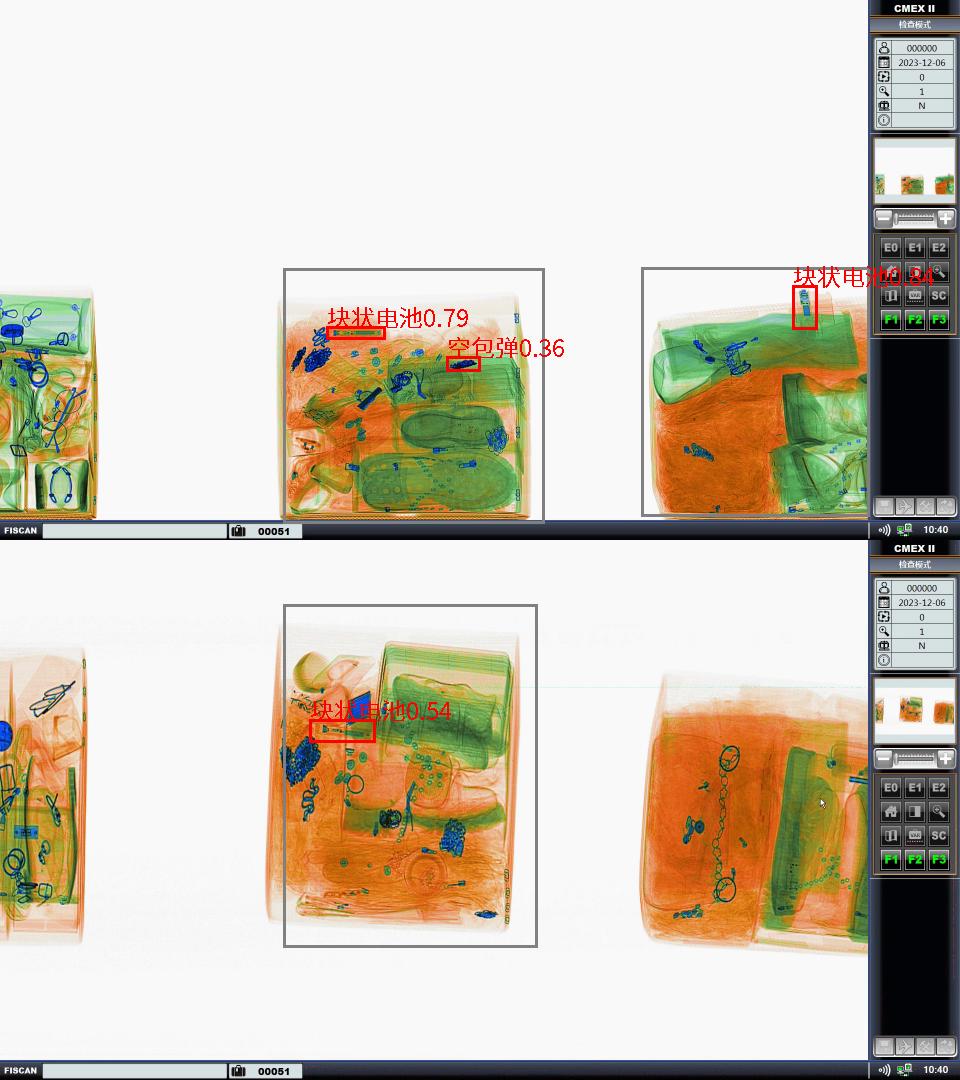 CMEX II
检查模式
000000
2023-12-06
0
1
N
块状电池0.79
空包弹0.36
块状电池0.84
E0 E1 E2
VAR SC
F1 F2 F3
FISCAN
00051
10:40
CMEX II
检查模式
000000
2023-12-06
0
1
N
块状电池0.54
E0 E1 E2
VAR SC
F1 F2 F3
FISCAN
00051
10:40